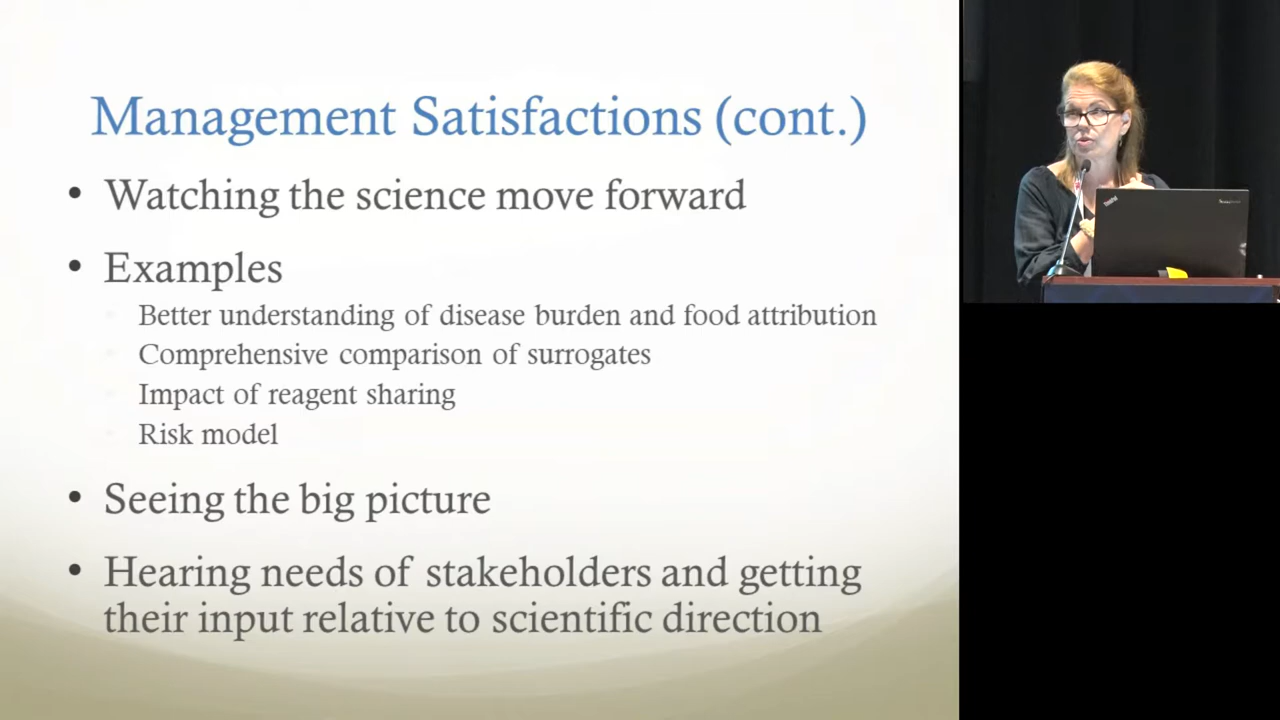 Management Satisfactions (cont.)
• Watching the science move forward
• Examples
Better understanding of disease burden and food attribution
Comprehensive comparison of surrogates
Impact of reagent sharing
Risk model
• Seeing the big picture
• Hearing needs of stakeholders and getting
their input relative to scientific direction
ThinkPad